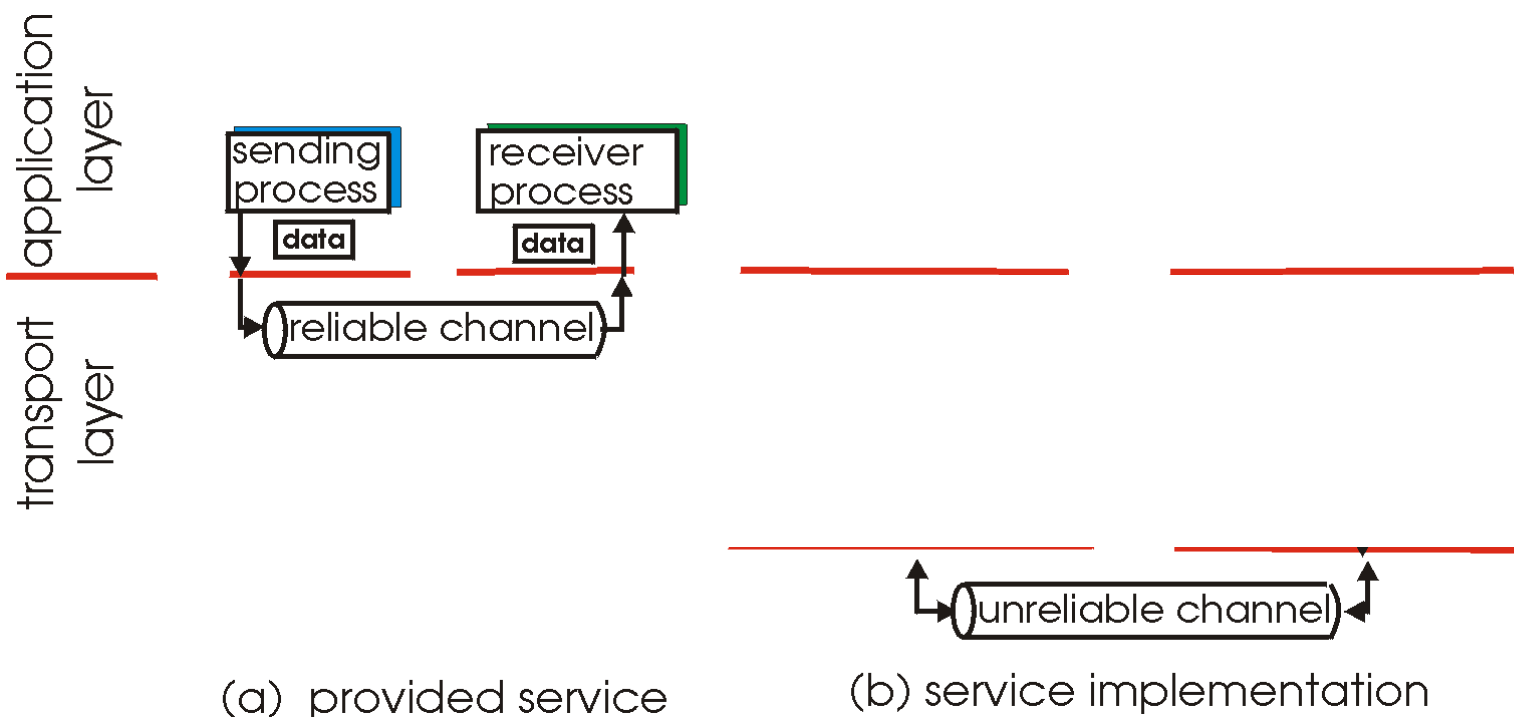 application
layer
sending
process
receiver
process
data
data
transport
layer
reliable channel
unreliable channel
(a) provided service
(b) service implementation